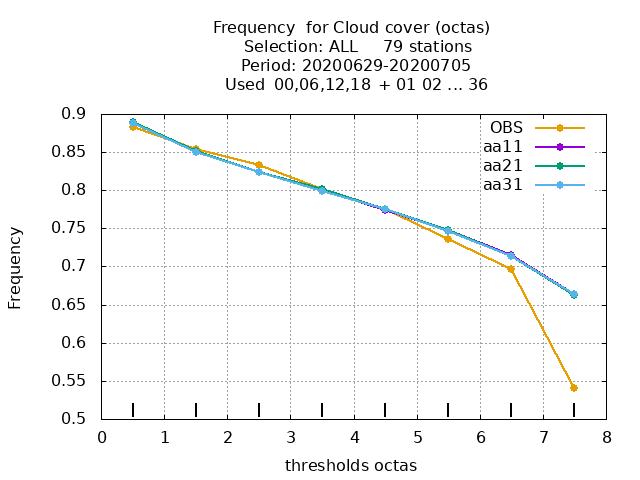 Frequency  for Cloud cover (octas)
Selection: ALL     79 stations
Period: 20200629-20200705
Used  00,06,12,18  + 01 02 ... 36
OBS
aa11
aa21
aa31
0.9
0.85
0.8
0.75
0.7
0.65
0.6
0.55
0.5
Frequency
0 1 2 3 4 5 6 7 8
thresholds octas